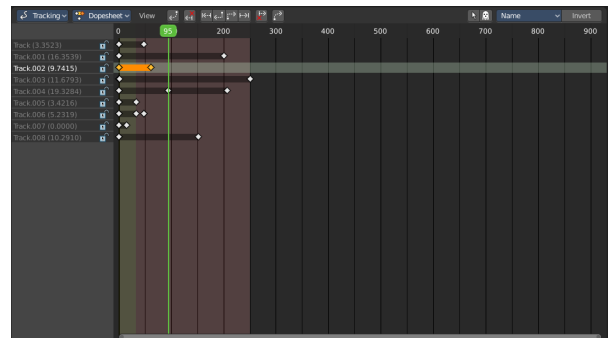 Tracking Dopesheet View Name Invert
0 95 200 300 400 500 600 700 800 900
Track (3.3523)
Track.001 (16.3539)
Track.002 (9.7415)
Track.003 (11.6793)
Track.004 (19.3284)
Track.005 (3.4216)
Track.006 (5.2319)
Track.007 (0.0000)
Track.008 (10.2910)